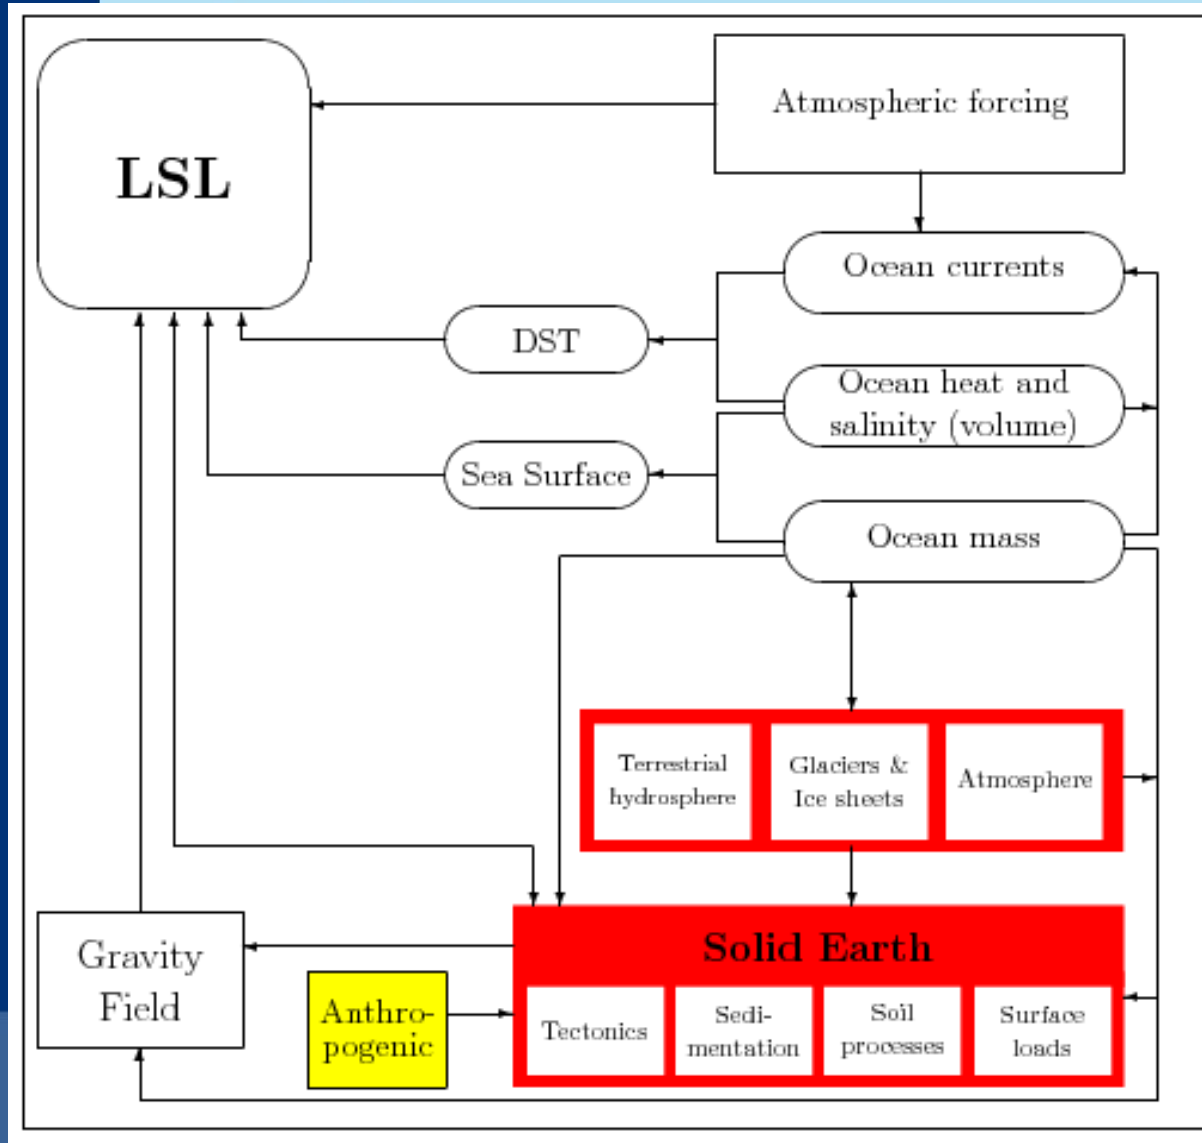 LSL
Atmospheric forcing
Ocean currents
DST
Ocean heat and
salinity (volume)
Sea Surface
Ocean mass
Terrestrial
hydrosphere
Glaciers &
Ice sheets
Atmosphere
Gravity
Field
Anthro-
pogenic
Solid Earth
Tectonics
Sedi-
mentation
Soil
processes
Surface
loads